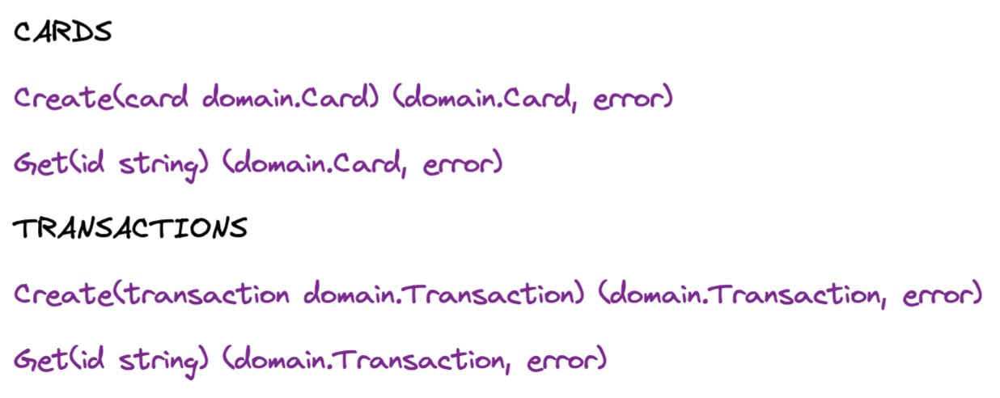 CARDS
Create(card domain.Card) (domain.Card, error)
Get(id string) (domain.Card, error)
TRANSACTIONS
Create(transaction domain.Transaction) (domain.Transaction, error)
Get(id string) (domain.Transaction, error)